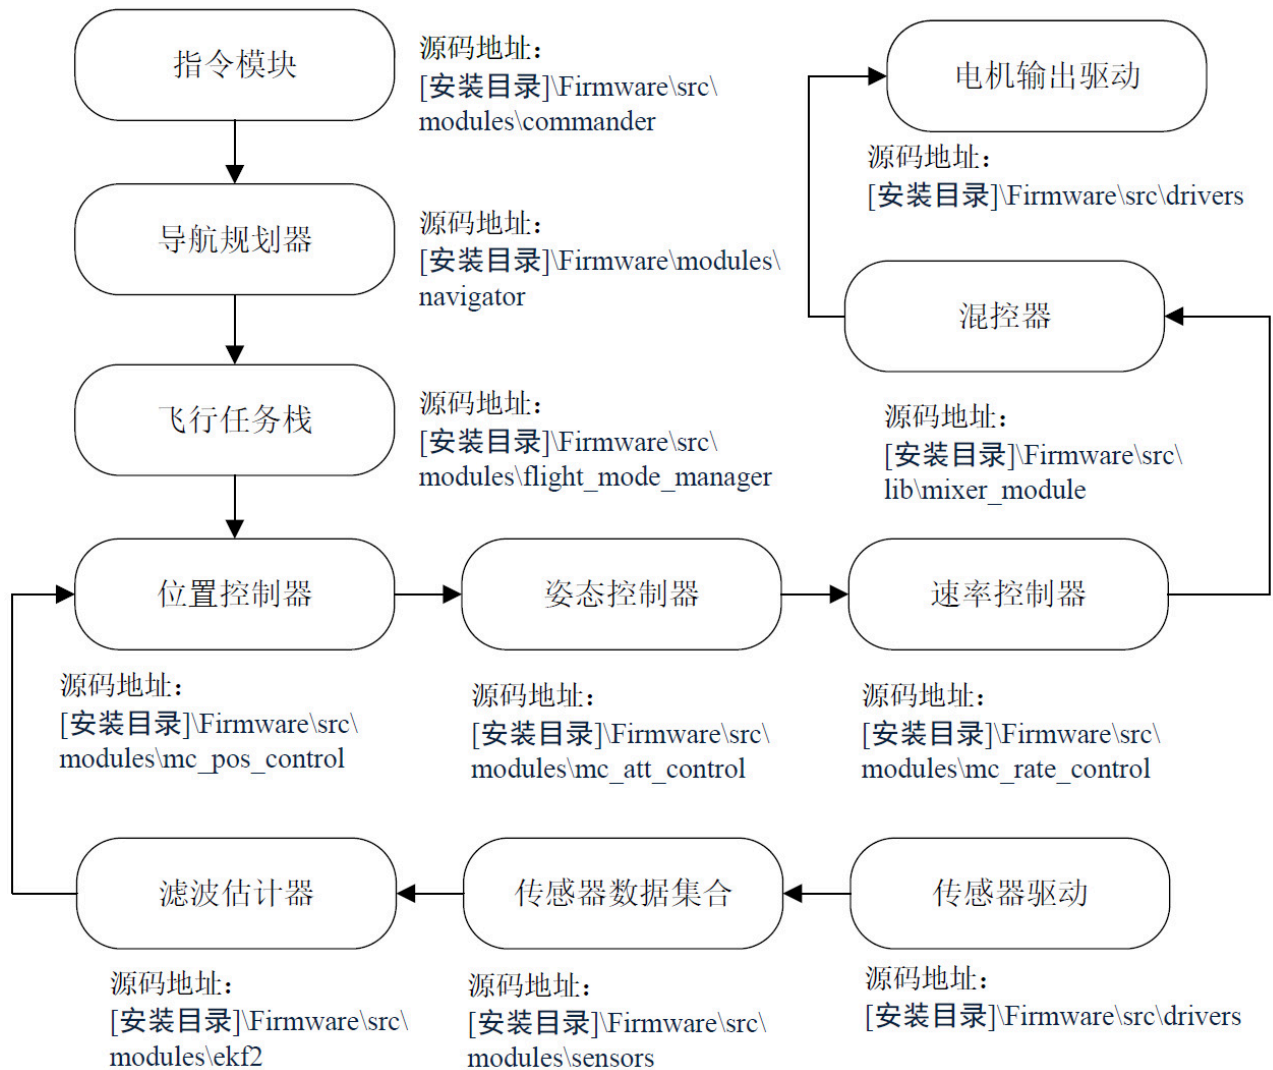 指令模块
源码地址：
[安装目录]\Firmware\src\
modules\commander
导航规划器
源码地址：
[安装目录]\Firmware\modules\
navigator
飞行任务栈
源码地址：
[安装目录]\Firmware\src\
modules\flight_mode_manager
电机输出驱动
源码地址：
[安装目录]\Firmware\src\drivers
混控器
源码地址：
[安装目录]\Firmware\src\
lib\mixer_module
位置控制器
源码地址：
[安装目录]\Firmware\src\
modules\mc_pos_control
姿态控制器
源码地址：
[安装目录]\Firmware\src\
modules\mc_att_control
速率控制器
源码地址：
[安装目录]\Firmware\src\
modules\mc_rate_control
滤波估计器
源码地址：
[安装目录]\Firmware\src\
modules\ekf2
传感器数据集合
源码地址：
[安装目录]\Firmware\src\
modules\sensors
传感器驱动
源码地址：
[安装目录]\Firmware\src\drivers